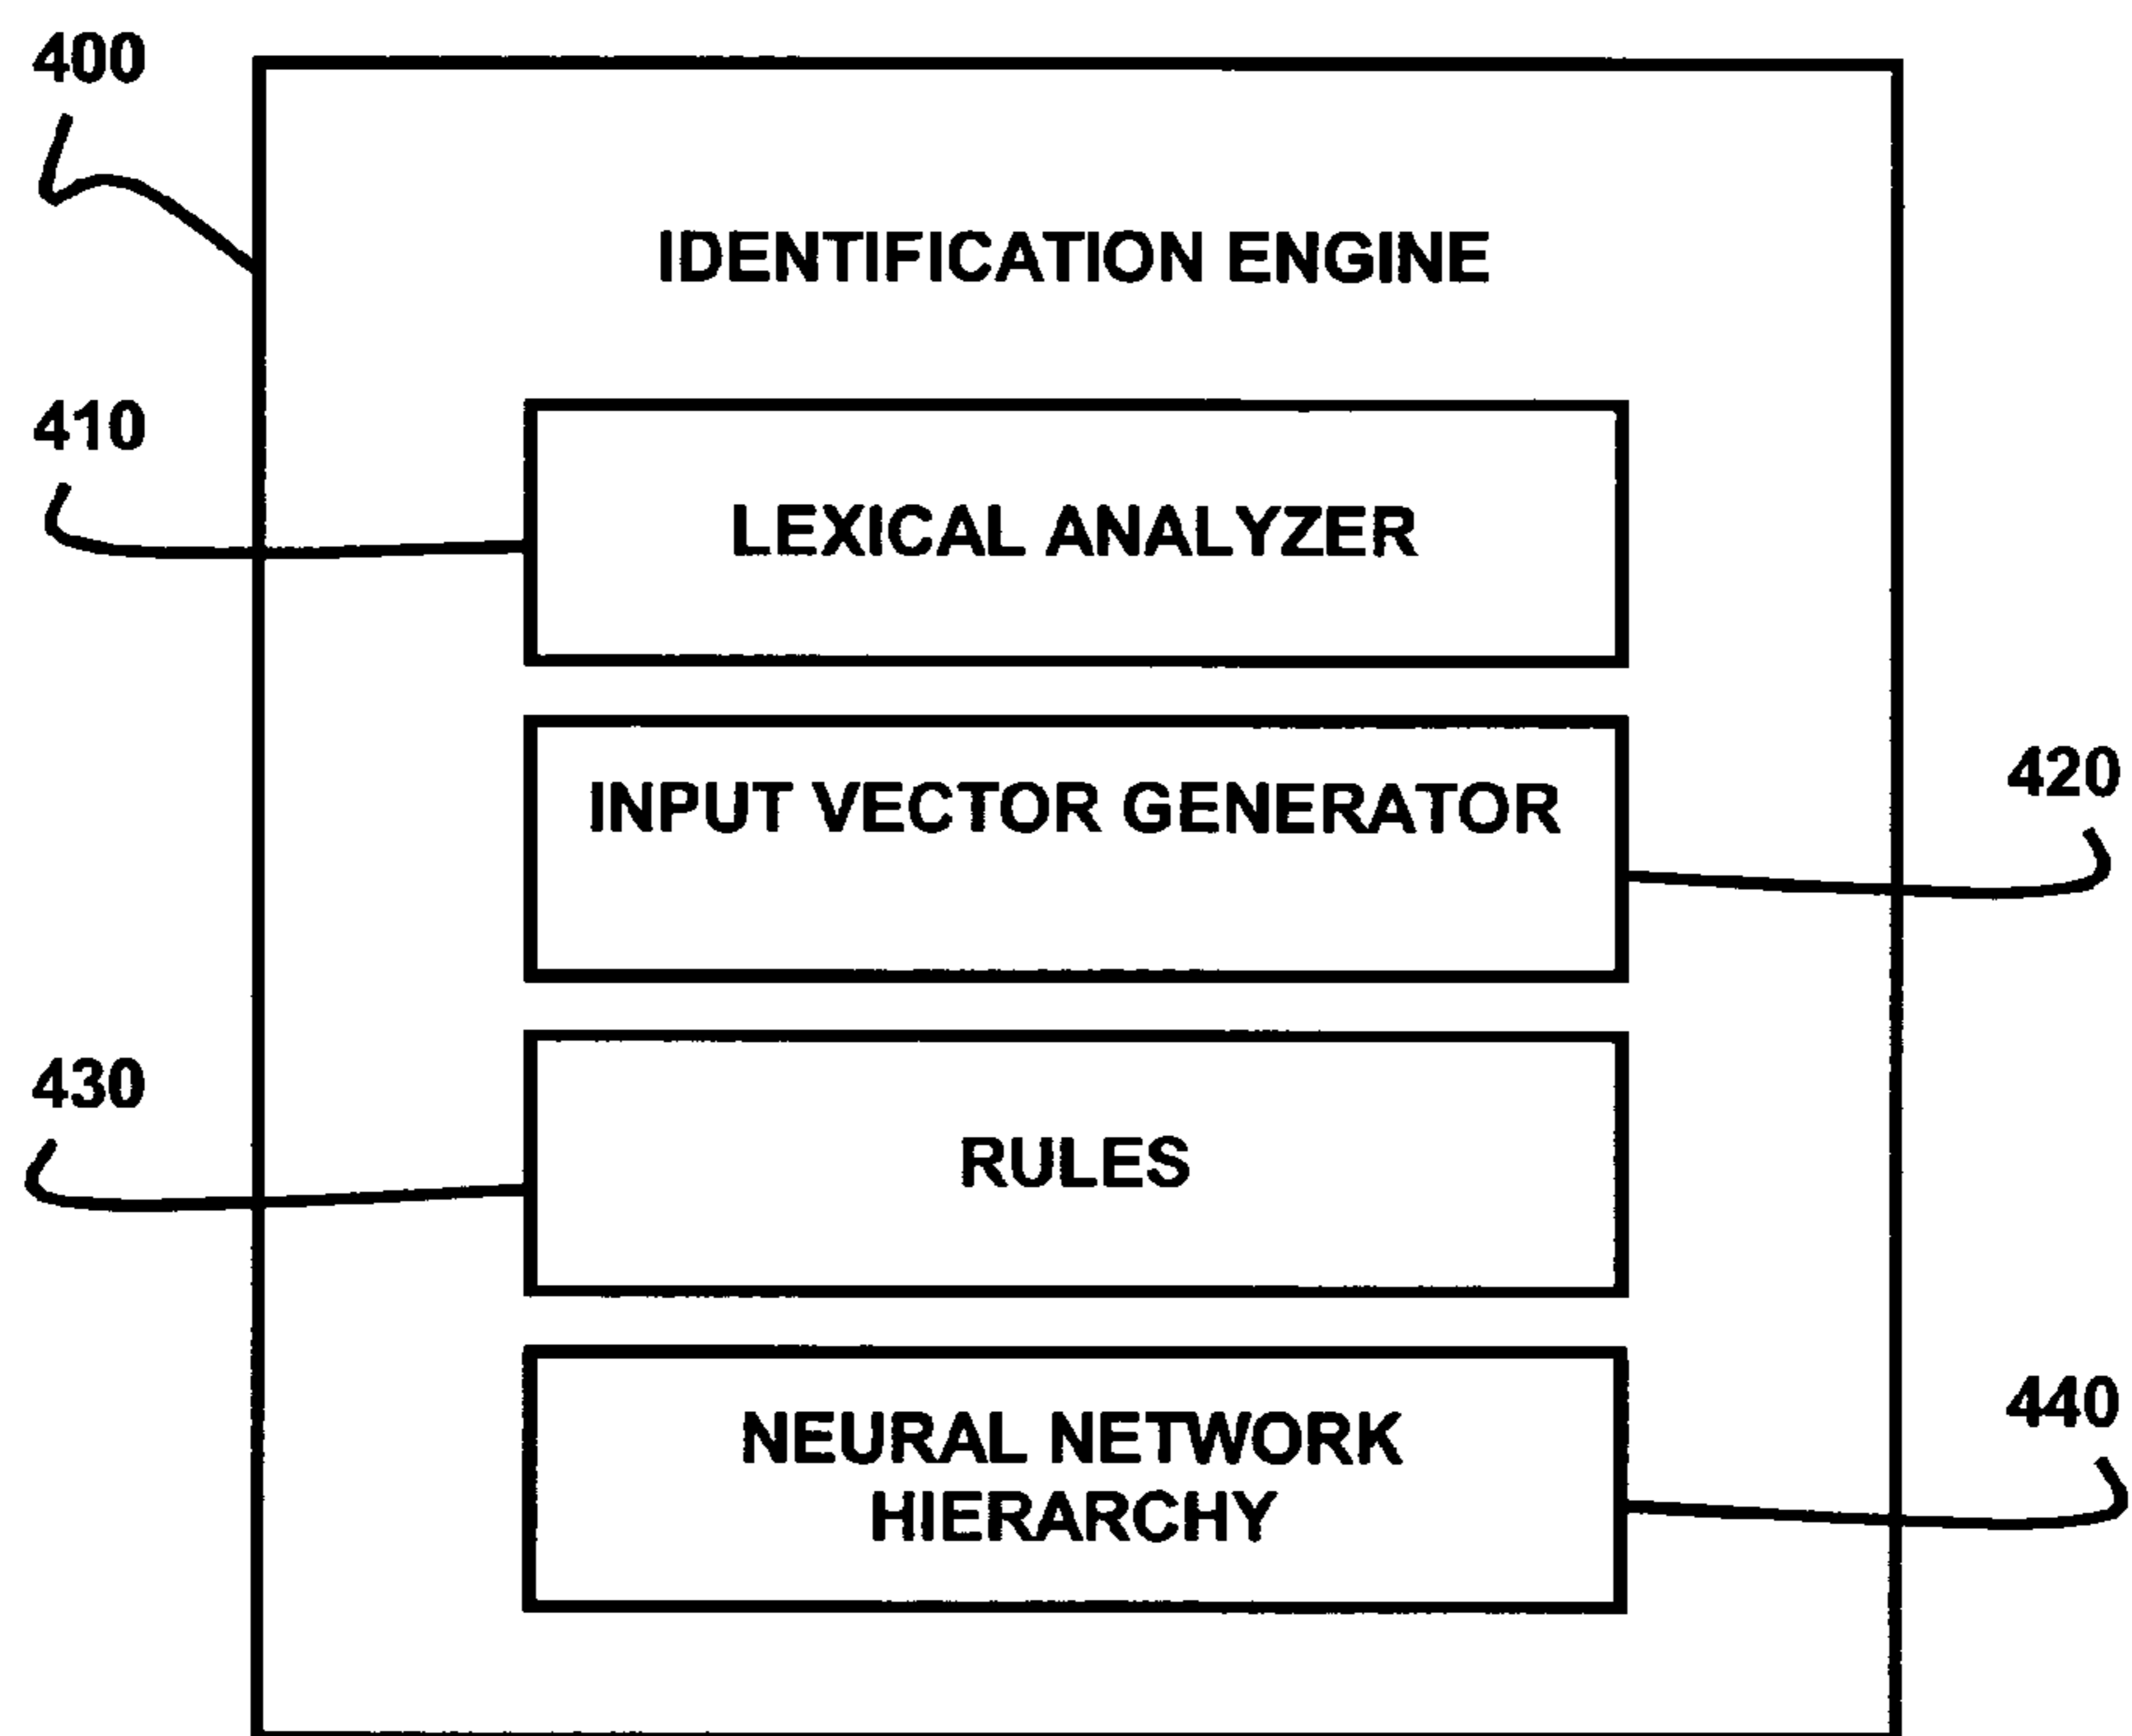 400
IDENTIFICATION ENGINE
410
LEXICAL ANALYZER
INPUT VECTOR GENERATOR
420
430
RULES
NEURAL NETWORK
HIERARCHY
440